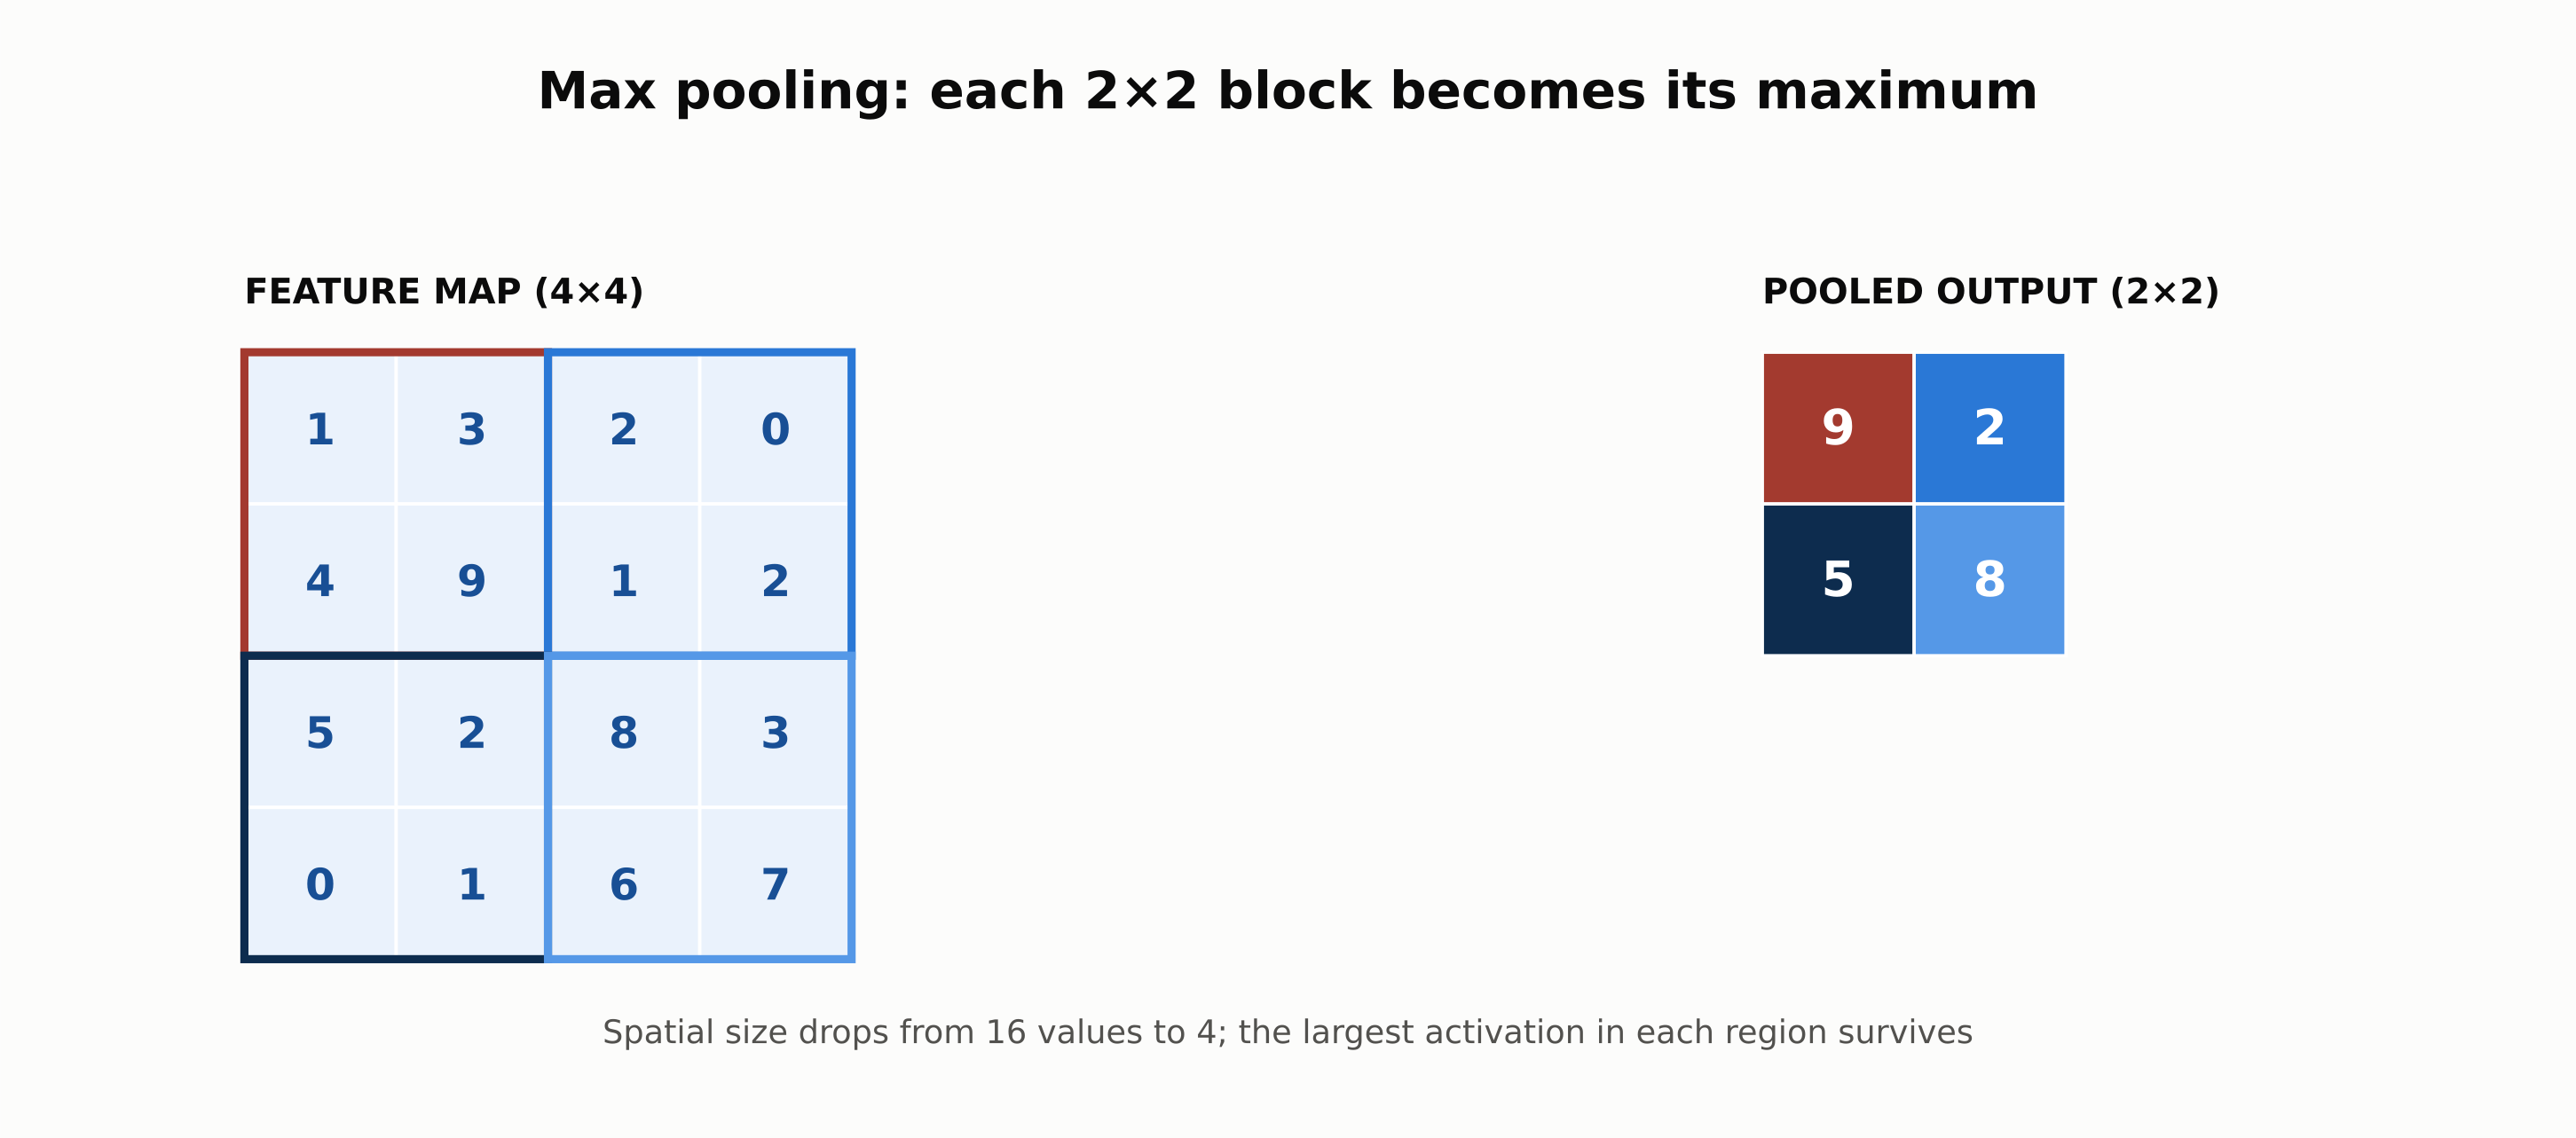 Max pooling: each 2×2 block becomes its maximum
FEATURE MAP (4×4)
1 3 2 0
4 9 1 2
5 2 8 3
0 1 6 7
POOLED OUTPUT (2×2)
9 2
5 8
Spatial size drops from 16 values to 4; the largest activation in each region survives